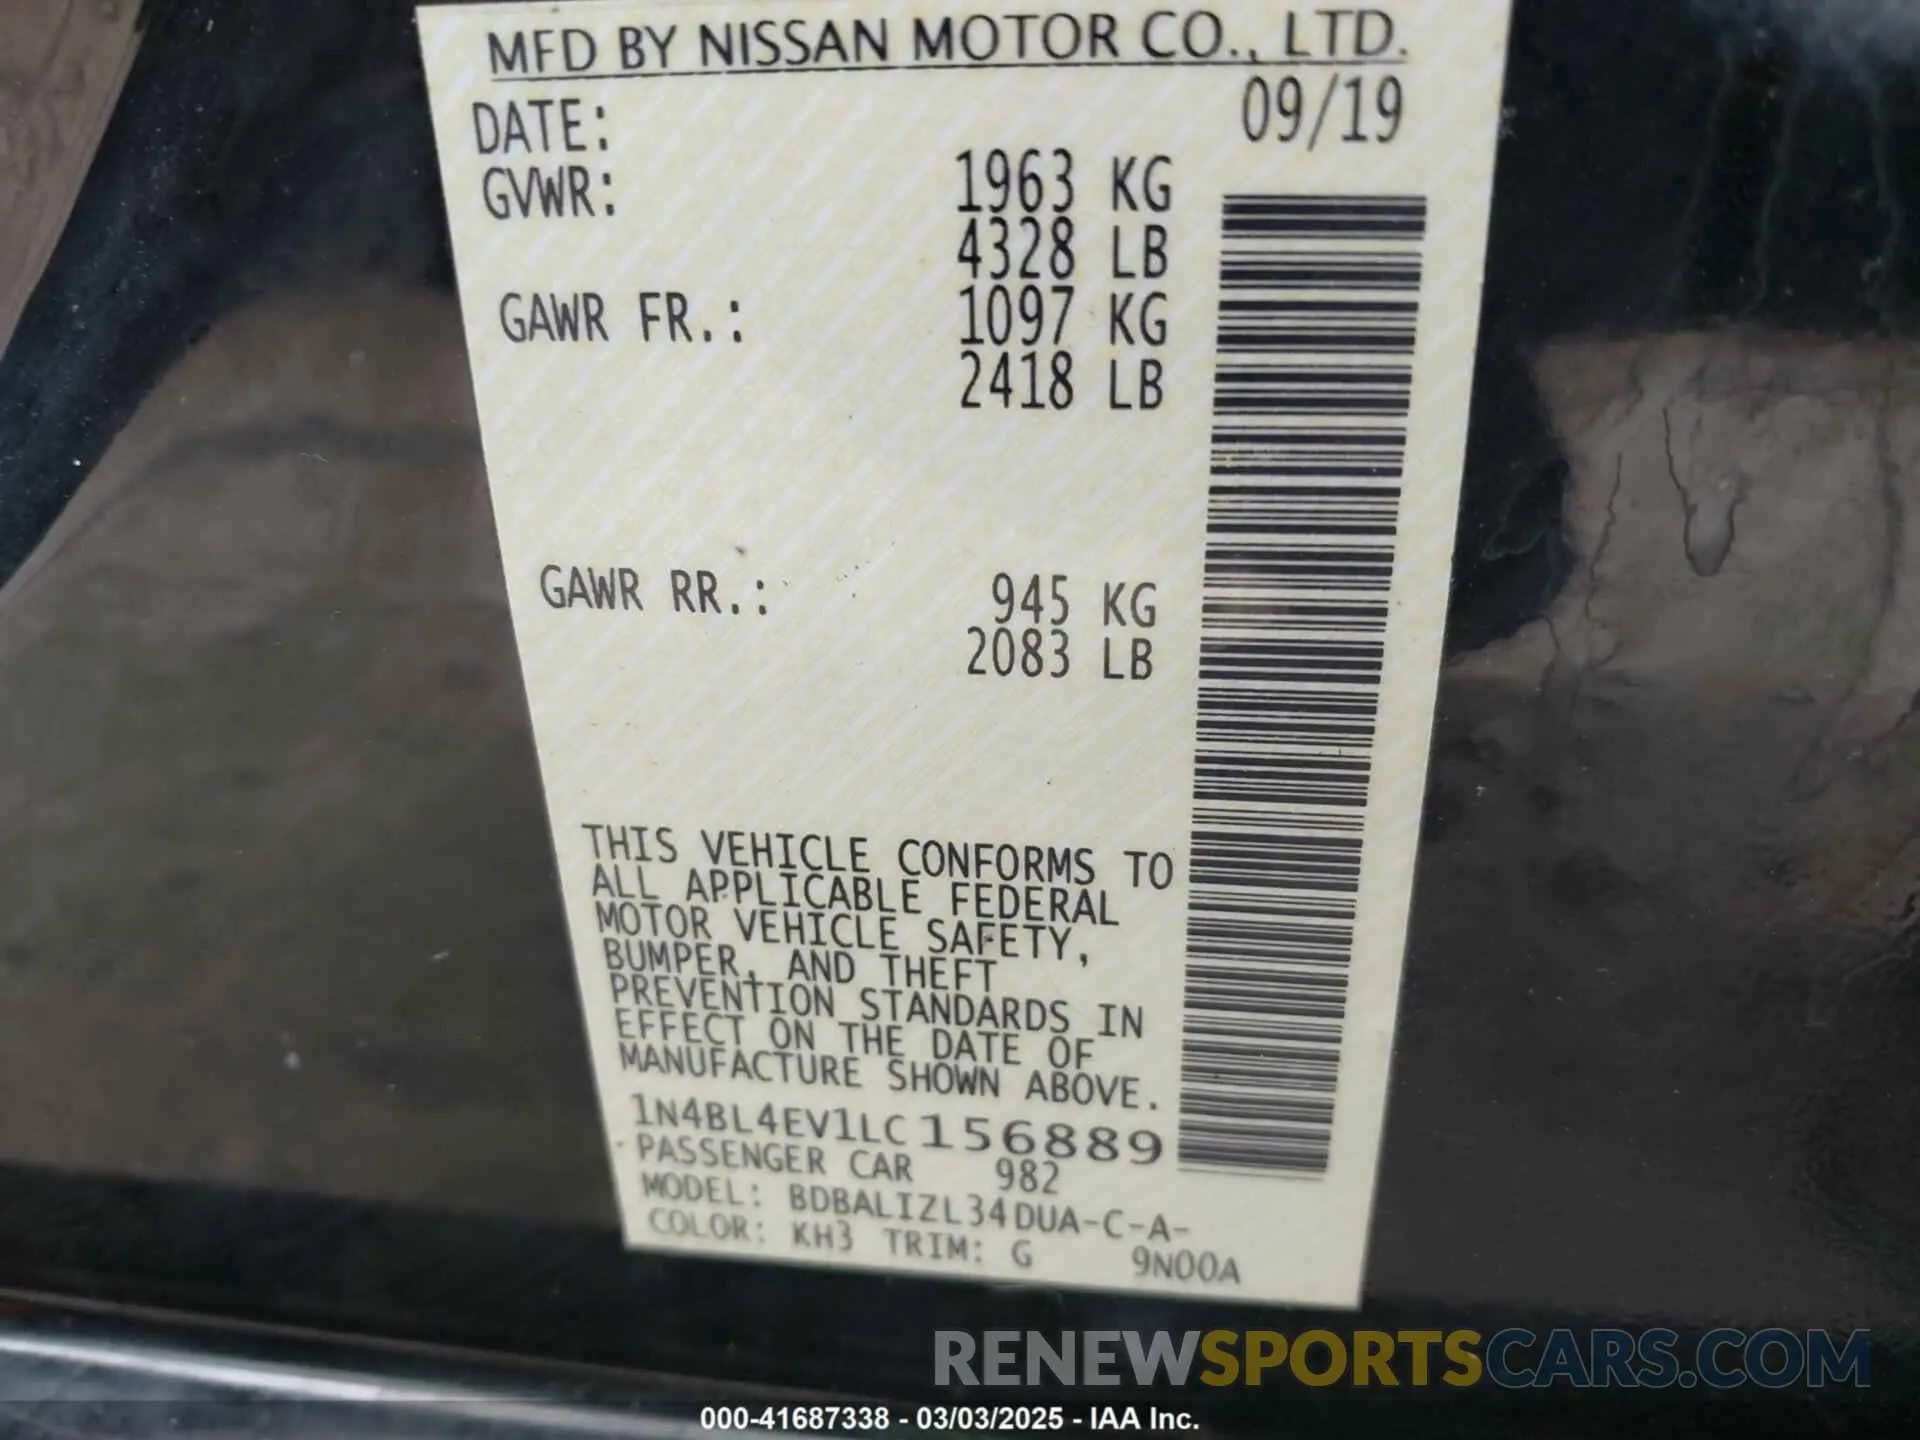 MFD BY NISSAN MOTOR CO., LTD.
DATE: 09/19
GVWR: 1963 KG
4328 LB
GAWR FR.: 1097 KG
2418 LB
GAWR RR.: 945 KG
2083 LB
THIS VEHICLE CONFORMS TO
ALL APPLICABLE FEDERAL
MOTOR VEHICLE SAFETY,
BUMPER, AND THEFT
PREVENTION STANDARDS IN
EFFECT ON THE DATE OF
MANUFACTURE SHOWN ABOVE.
1N4BL4EV1LC156889
PASSENGER CAR 982
MODEL: BDBALIZL34DUA-C-A-
COLOR: KH3 TRIM: G 9N00A
RENEWSPORTSCARS.COM
000-41687338 - 03/03/2025 - IAA Inc.